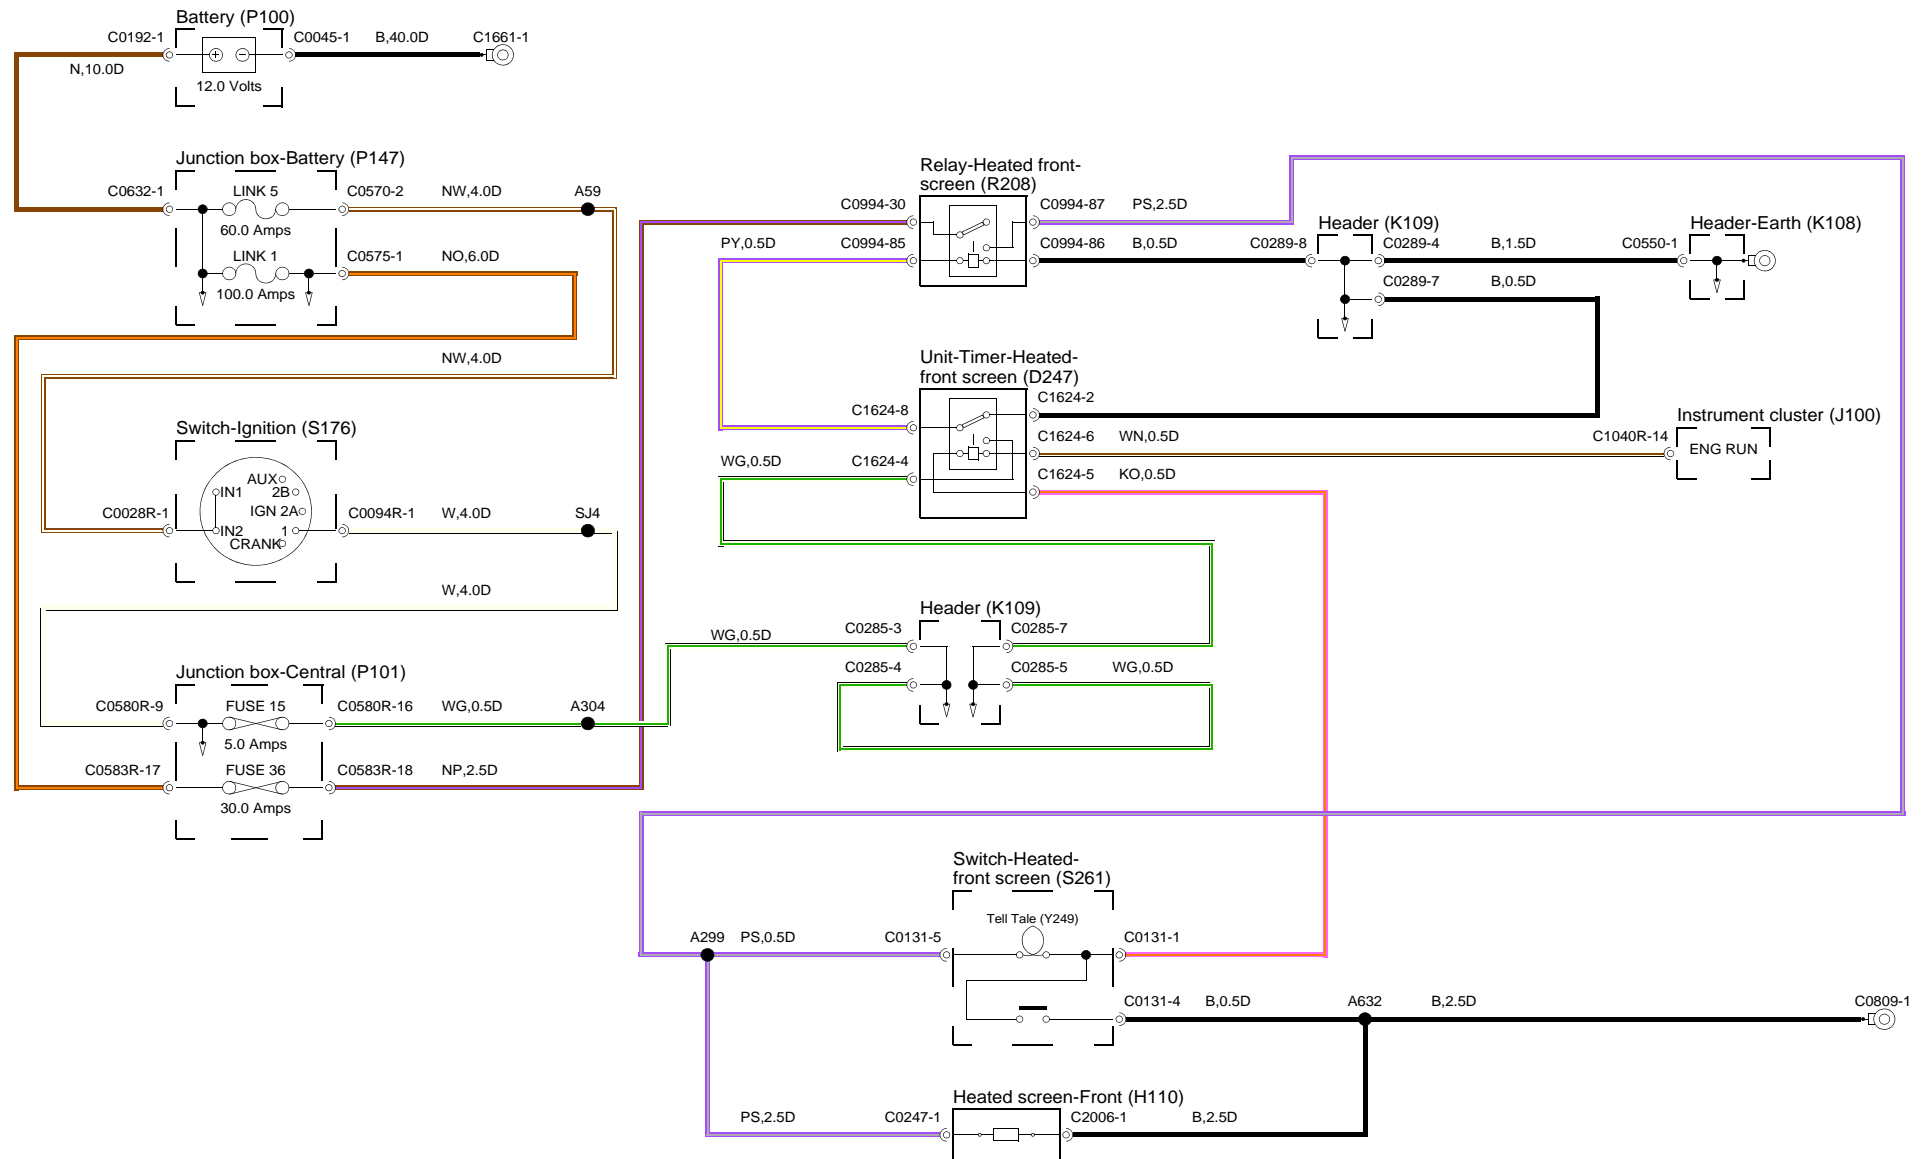 Battery (P100)
C0192-1
C0045-1
B,40.0D
C1661-1
N,10.0D
12.0 Volts
Junction box-Battery (P147)
C0632-1
LINK 5
C0570-2
NW,4.0D
A59
60.0 Amps
LINK 1
C0575-1
NO,6.0D
100.0 Amps
NW,4.0D
Switch-Ignition (S176)
AUX
IN1
2B
IGN 2A
C0028R-1
IN2
1
CRANK
C0094R-1
W,4.0D
SJ4
W,4.0D
Junction box-Central (P101)
C0580R-9
FUSE 15
C0580R-16
WG,0.5D
A304
5.0 Amps
C0583R-17
FUSE 36
C0583R-18
NP,2.5D
30.0 Amps
Relay-Heated front-
screen (R208)
C0994-30
C0994-87
PS,2.5D
PY,0.5D
C0994-85
C0994-86
B,0.5D
Header (K109)
C0289-8
C0289-4
B,1.5D
C0289-7
B,0.5D
Header-Earth (K108)
C0550-1
Unit-Timer-Heated-
front screen (D247)
C1624-8
C1624-2
C1624-6
WN,0.5D
WG,0.5D
C1624-4
C1624-5
KO,0.5D
Instrument cluster (J100)
C1040R-14
ENG RUN
Header (K109)
WG,0.5D
C0285-3
C0285-7
C0285-4
C0285-5
WG,0.5D
Switch-Heated-
front screen (S261)
Tell Tale (Y249)
A299
PS,0.5D
C0131-5
C0131-1
C0131-4
B,0.5D
A632
B,2.5D
C0809-1
Heated screen-Front (H110)
PS,2.5D
C0247-1
C2006-1
B,2.5D